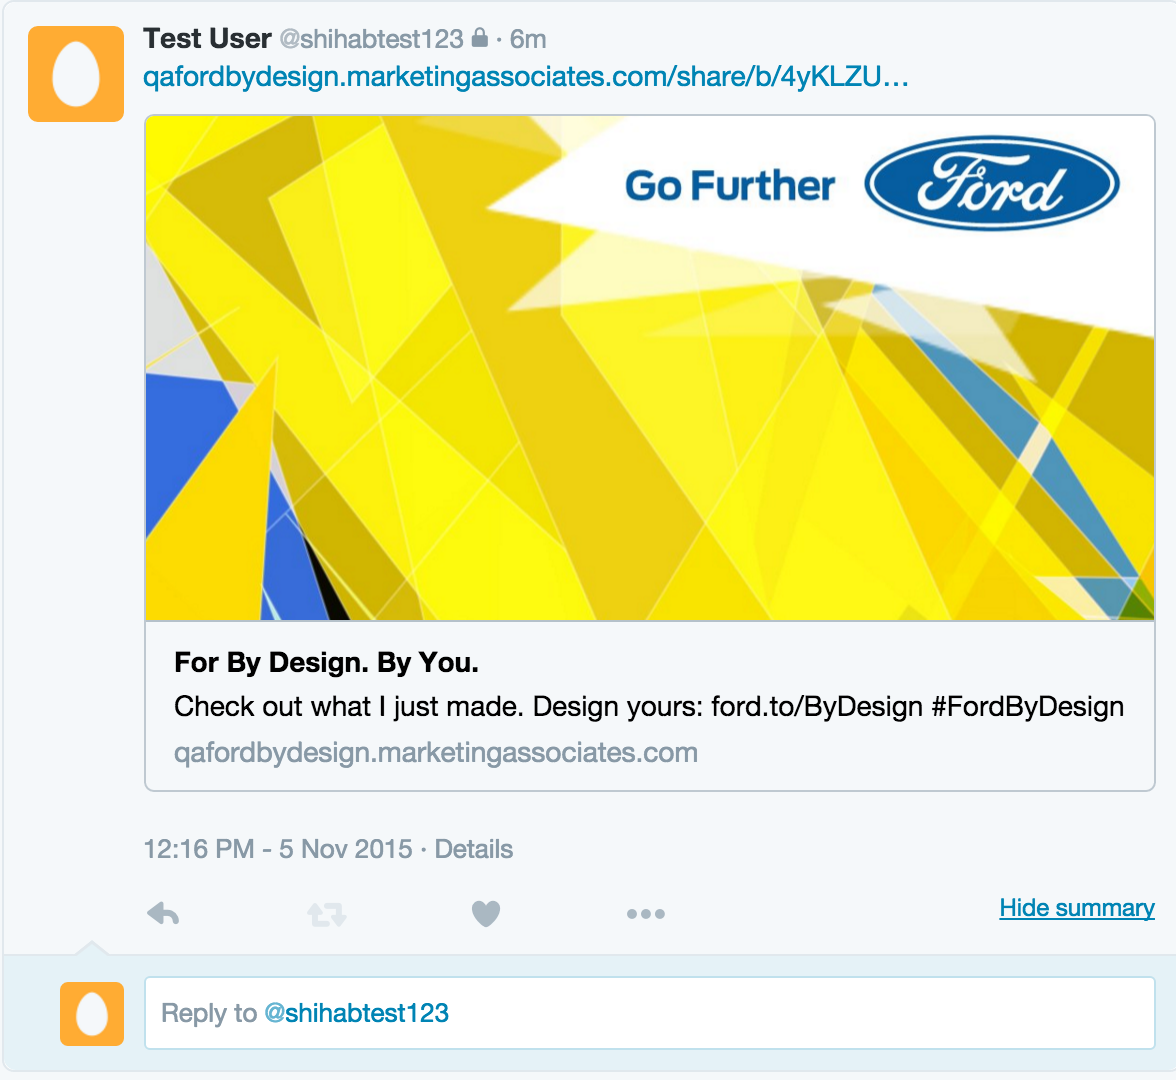 Test User @shihabtest123 · 6m
qafordbydesign.marketingassociates.com/share/b/4yKLZU…
Go Further Ford
For By Design. By You.
Check out what I just made. Design yours: ford.to/ByDesign #FordByDesign
qafordbydesign.marketingassociates.com
12:16 PM - 5 Nov 2015 · Details
Hide summary
Reply to @shihabtest123